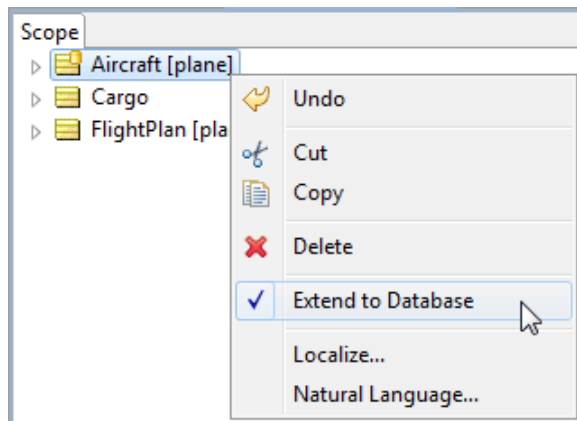 Scope
Aircraft [plane]
Cargo
FlightPlan [pla
Undo
Cut
Copy
Delete
Extend to Database
Localize...
Natural Language...